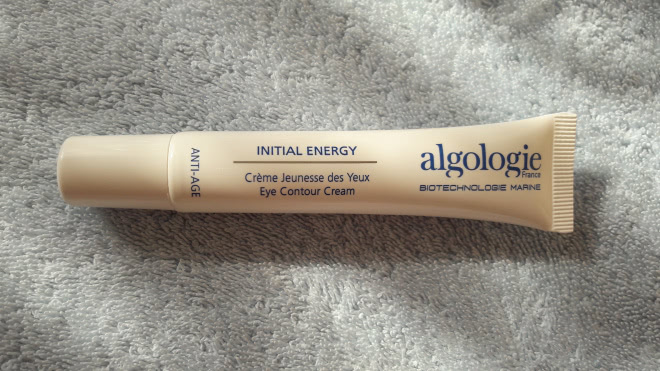 ANTI-AGE
INITIAL ENERGY
Crème Jeunesse des Yeux
Eye Contour Cream
algologie
France
BIOTECHNOLOGIE MARINE